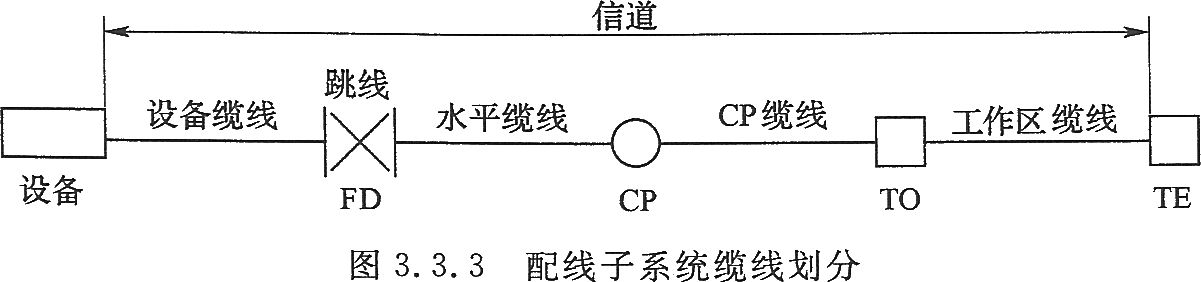 信道
跳线
设备缆线 水平缆线 CP缆线 工作区缆线
设备 FD CP TO TE
图 3.3.3 配线子系统缆线划分